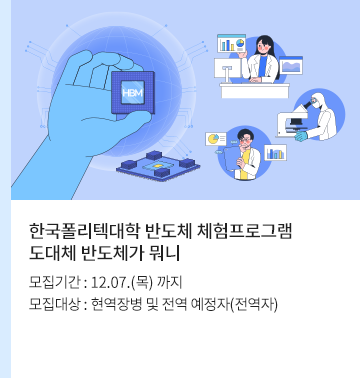 HBM
한국폴리텍대학 반도체 체험프로그램
도대체 반도체가 뭐니
모집기간 : 12.07.(목) 까지
모집대상 : 현역장병 및 전역 예정자(전역자)